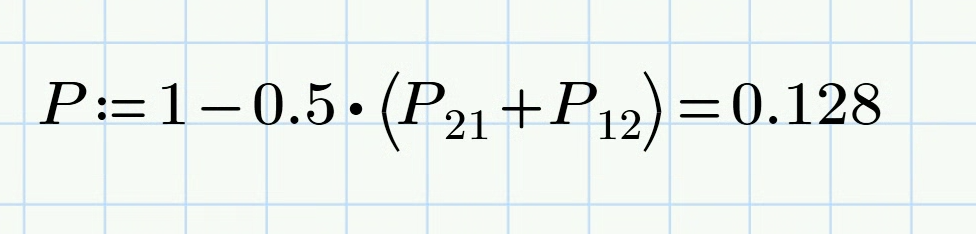 P := 1 − 0.5 • (P₂₁ + P₁₂) = 0.128